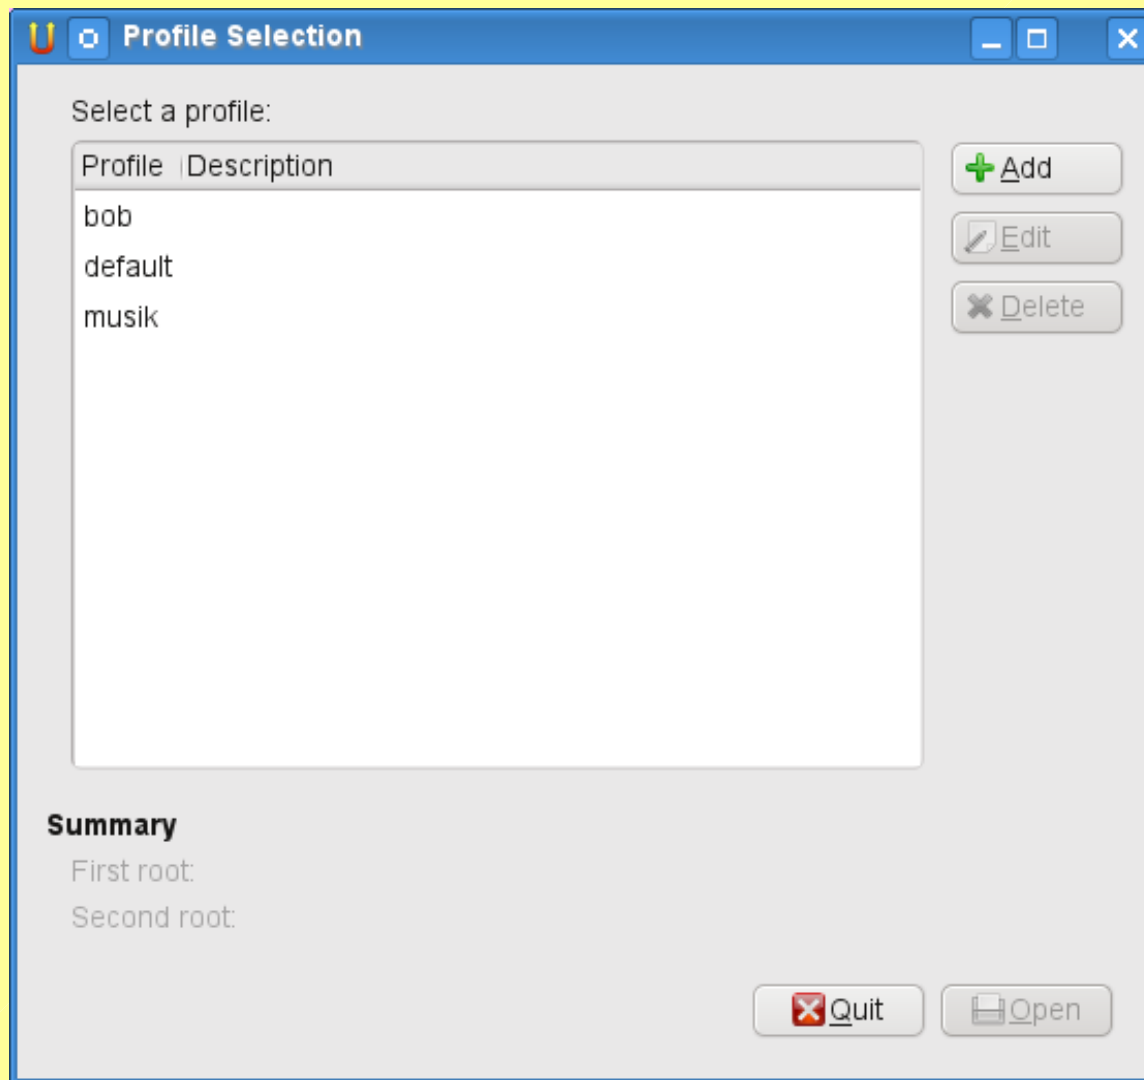 Profile Selection
Select a profile:
Profile Description
bob
default
musik
Add
Edit
Delete
Summary
First root:
Second root:
Quit Open